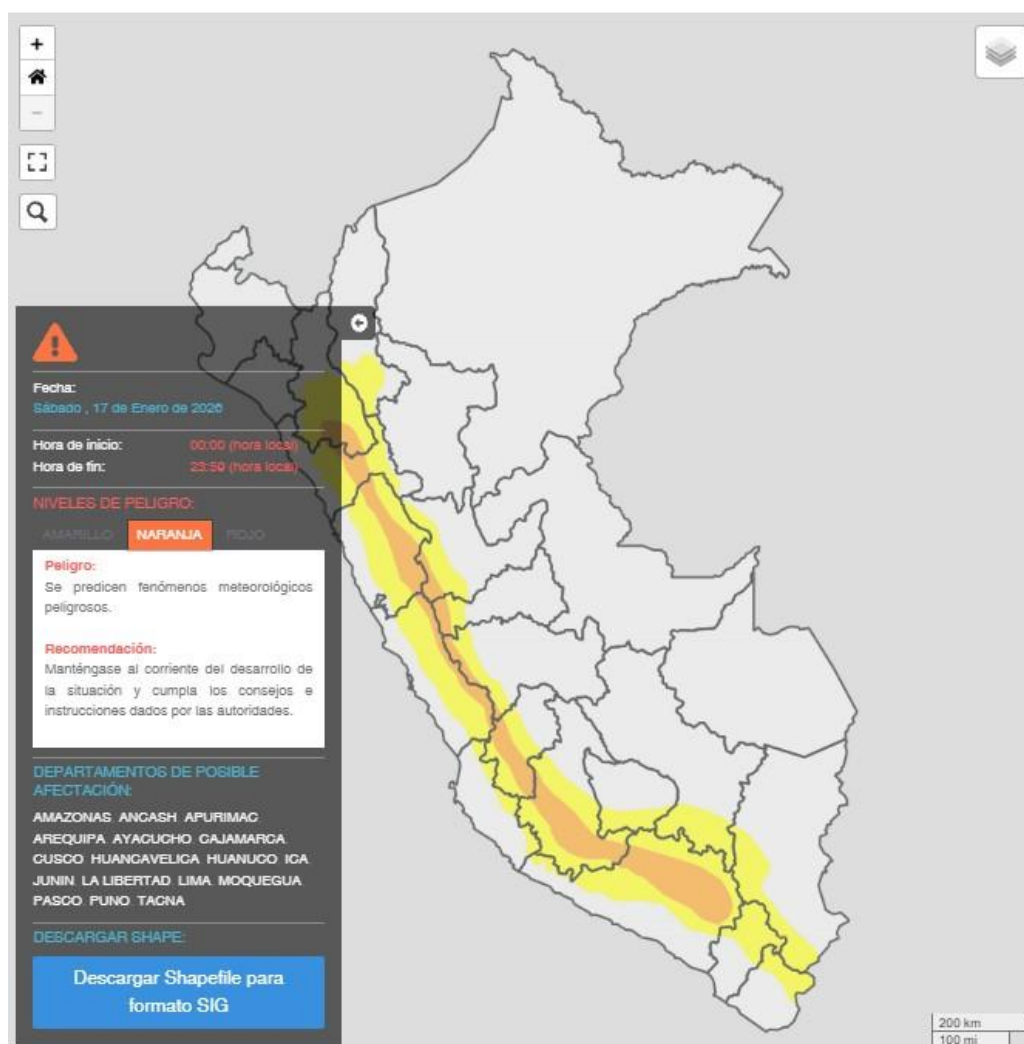 +
−
Fecha:
Sábado , 17 de Enero de 2026
Hora de inicio: 00:00 (hora local)
Hora de fin: 23:59 (hora local)
NIVELES DE PELIGRO:
AMARILLO NARANJA ROJO
Peligro:
Se predicen fenómenos meteorológicos
peligrosos.
Recomendación:
Manténgase al corriente del desarrollo de
la situación y cumpla los consejos e
instrucciones dados por las autoridades.
DEPARTAMENTOS DE POSIBLE
AFECTACIÓN:
AMAZONAS ANCASH APURIMAC
AREQUIPA AYACUCHO CAJAMARCA
CUSCO HUANCAVELICA HUANUCO ICA
JUNIN LA LIBERTAD LIMA MOQUEGUA
PASCO PUNO TACNA
DESCARGAR SHAPE:
Descargar Shapefile para
formato SIG
200 km
100 mi